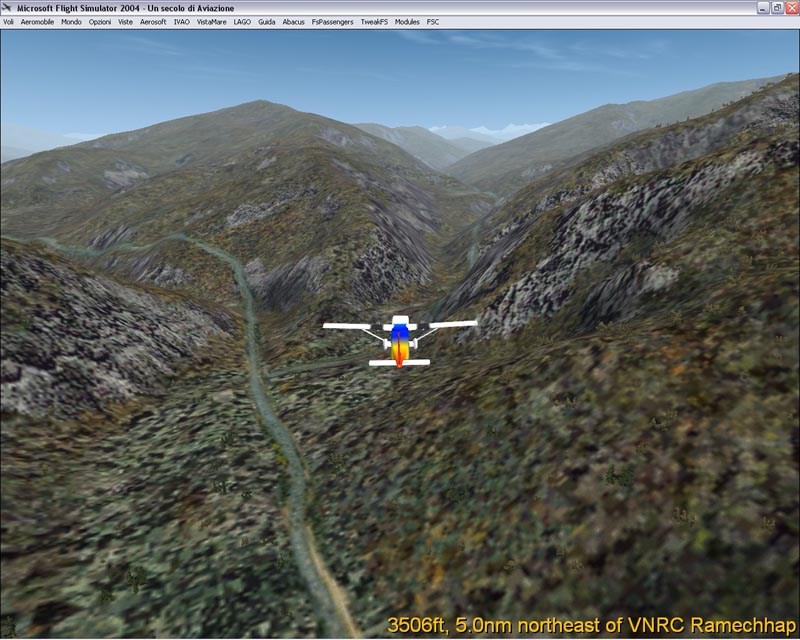 Microsoft Flight Simulator 2004 - Un secolo di Aviazione
Voli Aeromobile Mondo Opzioni Viste Aerosoft IVAO VistaMare LAGO Guida Abacus FsPassengers TweakFS Modules FSC
3506ft, 5.0nm northeast of VNRC Ramechhap